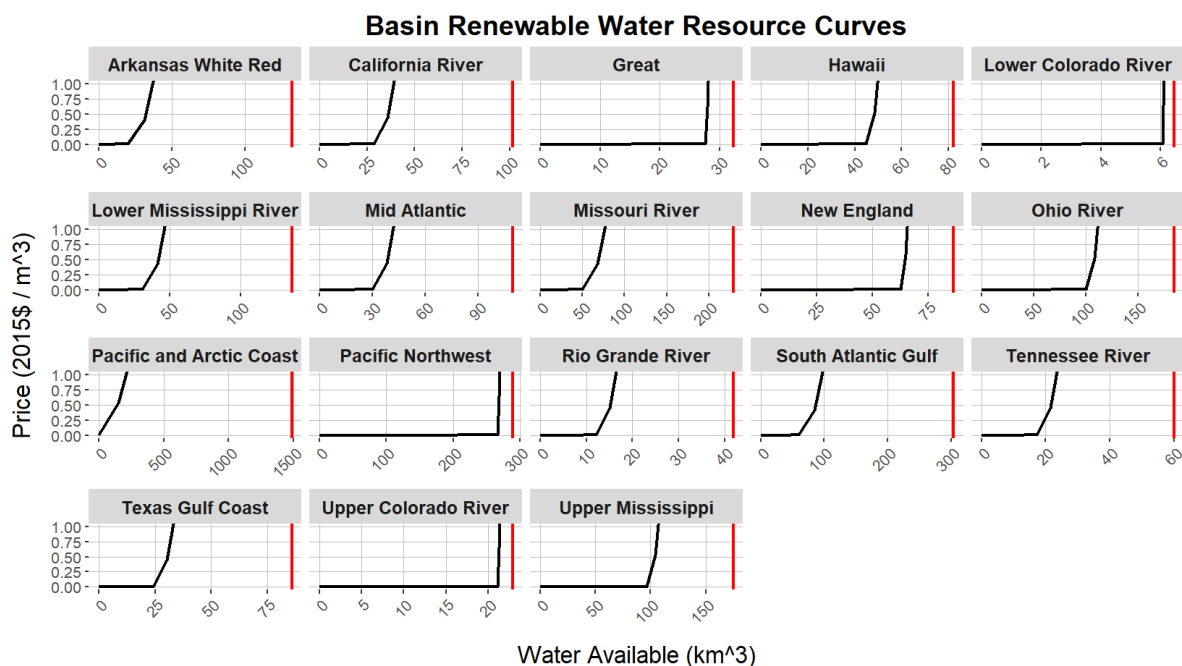 Basin Renewable Water Resource Curves
Arkansas White Red
California River
Great
Hawaii
Lower Colorado River
1.00
0.75
0.50
0.25
0.00
0 50 100
0 25 50 75 100
0 10 20 30
0 20 40 60 80
0 2 4 6
Lower Mississippi River
Mid Atlantic
Missouri River
New England
Ohio River
1.00
0.75
0.50
0.25
0.00
0 50 100
0 30 60 90
0 50 100 150 200
0 25 50 75
0 50 100 150
Pacific and Arctic Coast
Pacific Northwest
Rio Grande River
South Atlantic Gulf
Tennessee River
1.00
0.75
0.50
0.25
0.00
0 500 1000 1500
0 100 200 300
0 10 20 30 40
0 100 200 300
0 20 40 60
Texas Gulf Coast
Upper Colorado River
Upper Mississippi
1.00
0.75
0.50
0.25
0.00
0 25 50 75
0 5 10 15 20
0 50 100 150
Price (2015$ / m^3)
Water Available (km^3)